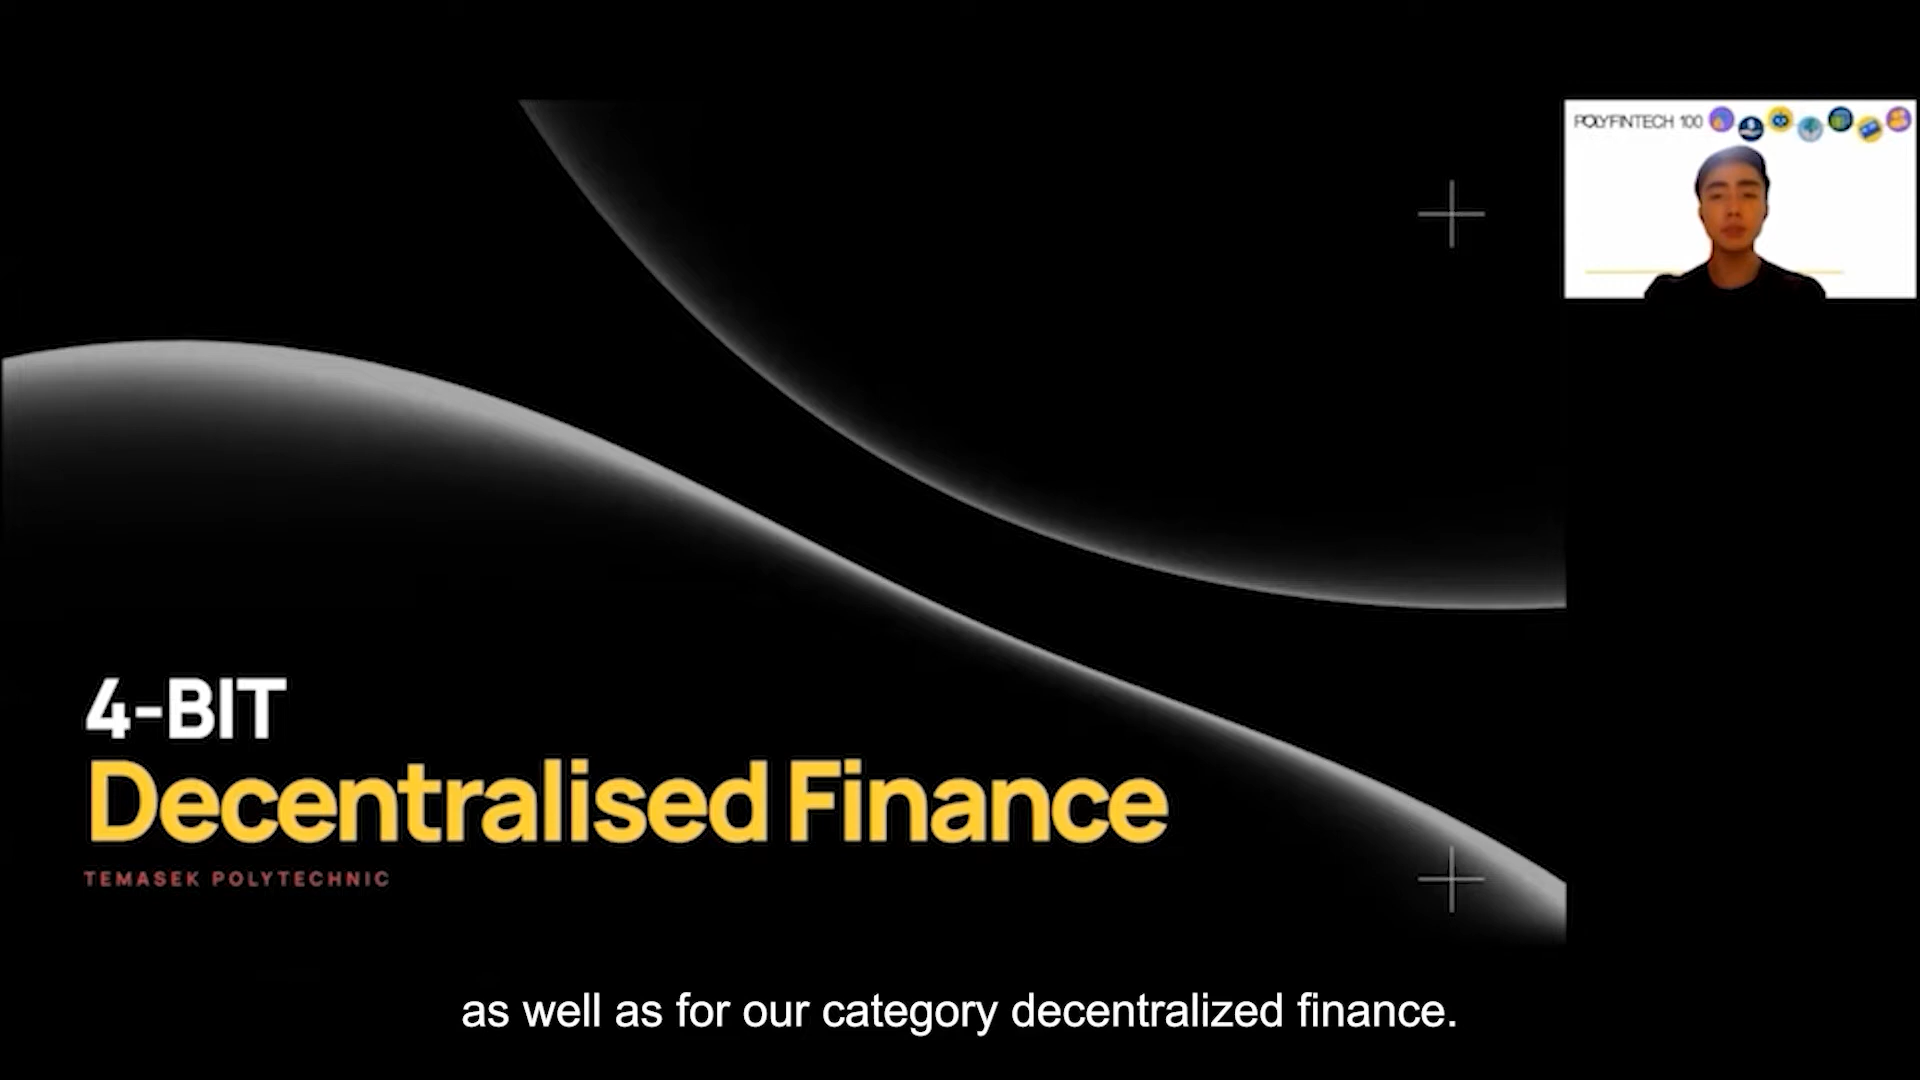 POLYFINTECH 100
4-BIT
Decentralised Finance
TEMASEK POLYTECHNIC
as well as for our category decentralized finance.